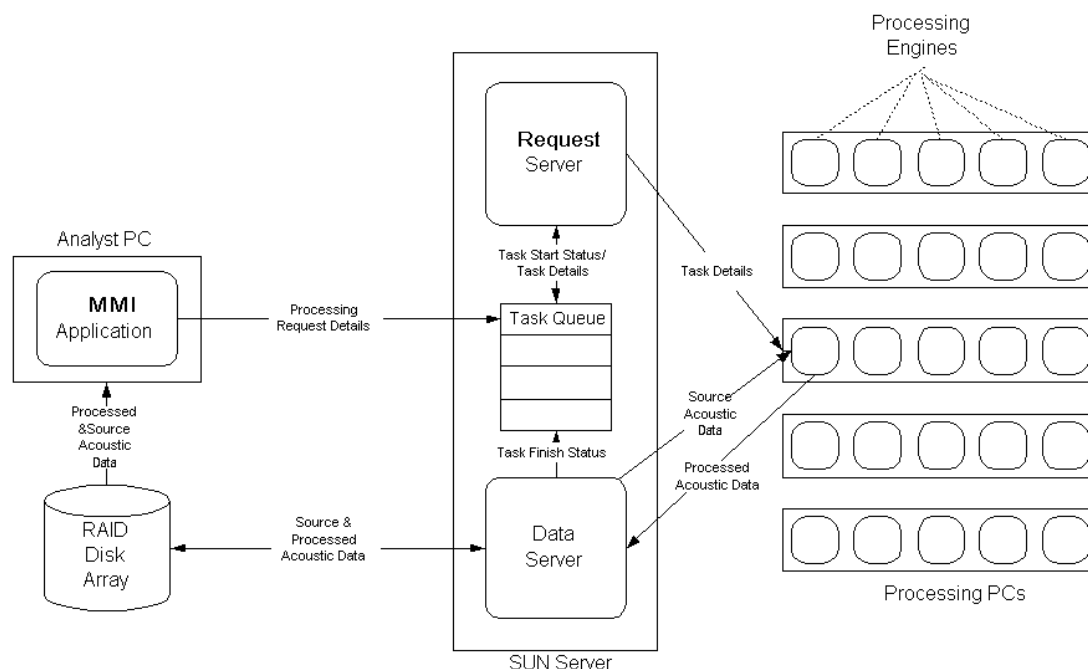 Processing
Engines
Request
Server
Analyst PC
Task Start Status/
Task Details
Task Details
MMI
Application
Processing
Request Details
Task Queue
Processed
&Source
Acoustic
Data
Source
Acoustic
Data
Task Finish Status
Processed
Acoustic Data
RAID
Disk
Array
Source &
Processed
Acoustic Data
Data
Server
Processing PCs
SUN Server